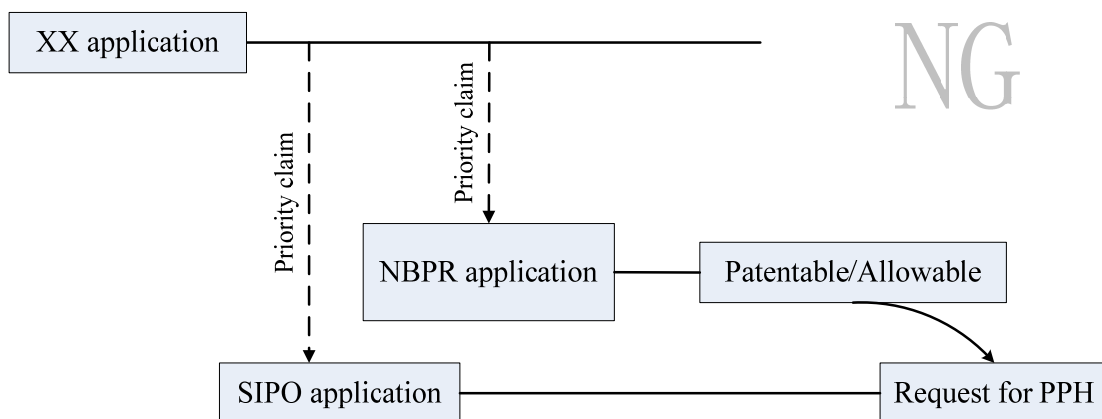 XX application
NG
Priority claim
Priority claim
NBPR application
Patentable/Allowable
SIPO application
Request for PPH